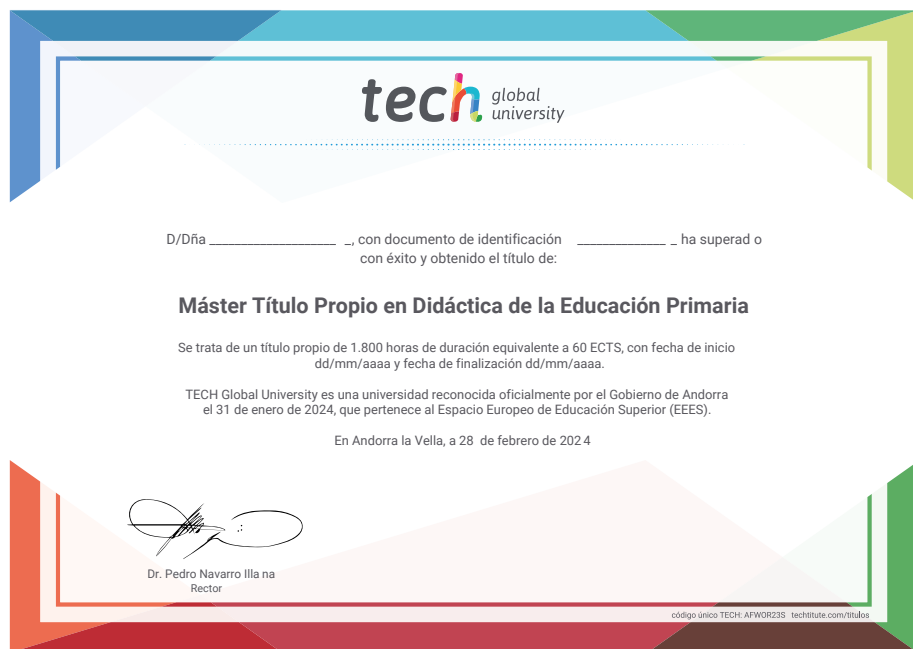 tech global
university
D/Dña ____________________ _, con documento de identificación ______________ _ ha superad o
con éxito y obtenido el título de:
Máster Título Propio en Didáctica de la Educación Primaria
Se trata de un título propio de 1.800 horas de duración equivalente a 60 ECTS, con fecha de inicio
dd/mm/aaaa y fecha de finalización dd/mm/aaaa.
TECH Global University es una universidad reconocida oficialmente por el Gobierno de Andorra
el 31 de enero de 2024, que pertenece al Espacio Europeo de Educación Superior (EEES).
En Andorra la Vella, a 28 de febrero de 2024
Dr. Pedro Navarro Illa na
Rector
código único TECH: AFWOR23S techtitute.com/titulos